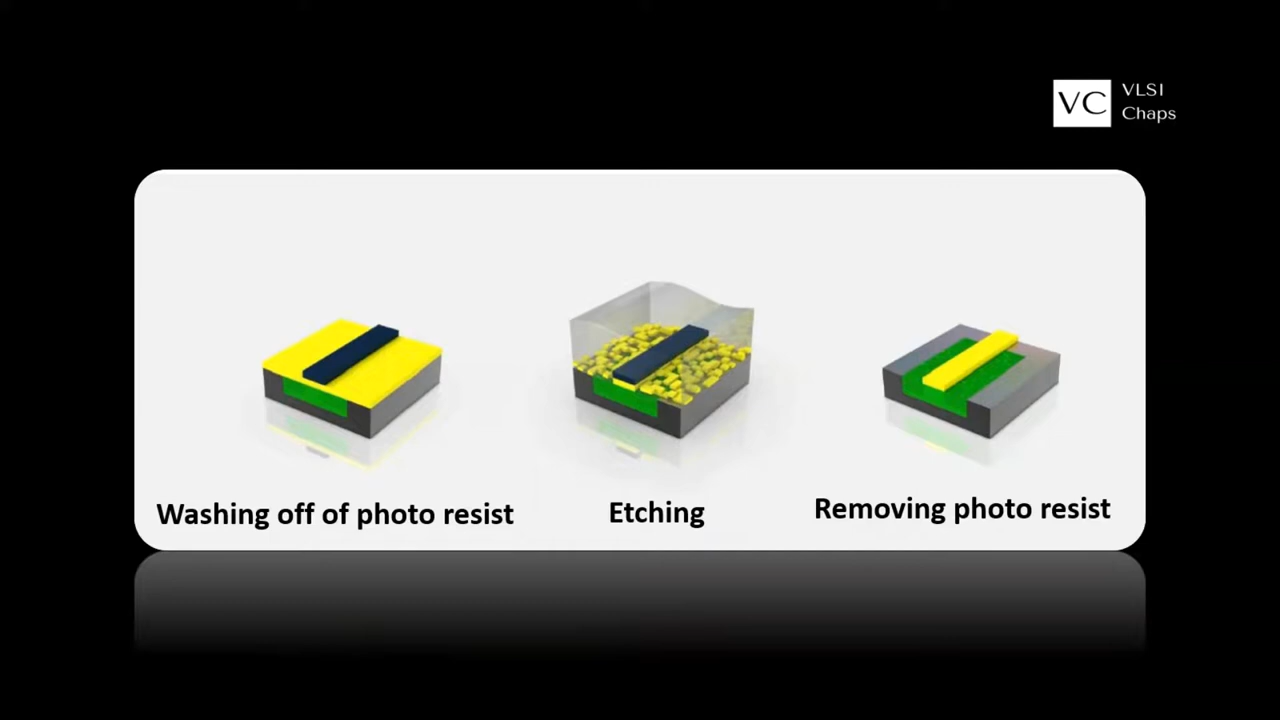 VC
VLSI
Chaps
Washing off of photo resist
Etching
Removing photo resist